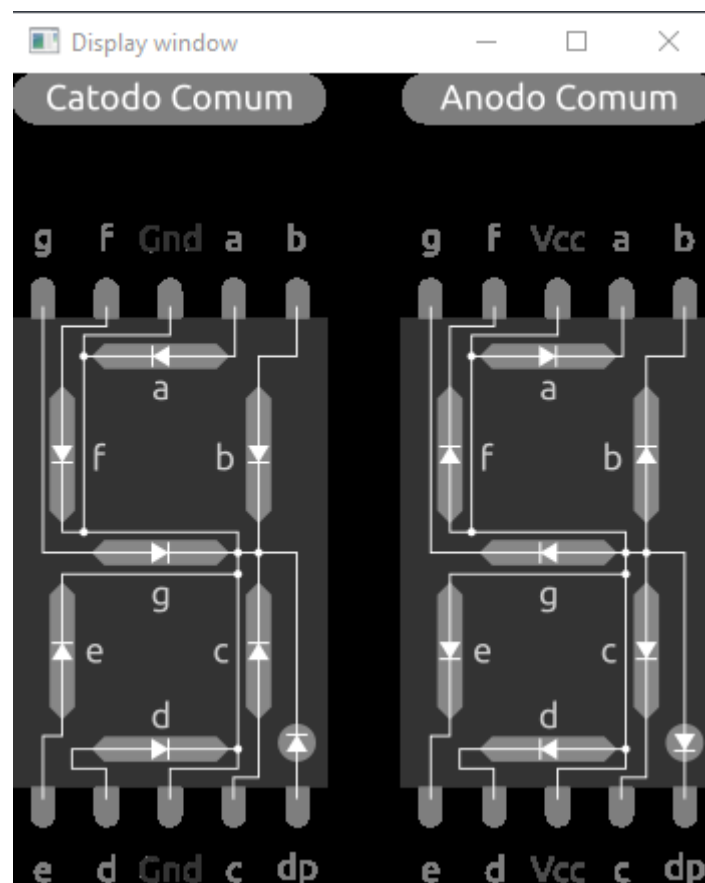 Display window
Catodo Comum Anodo Comum
g f Gnd a b g f Vcc a b
a a
f b f b
g g
e c e c
d d
e d Gnd c dp e d Vcc c dp